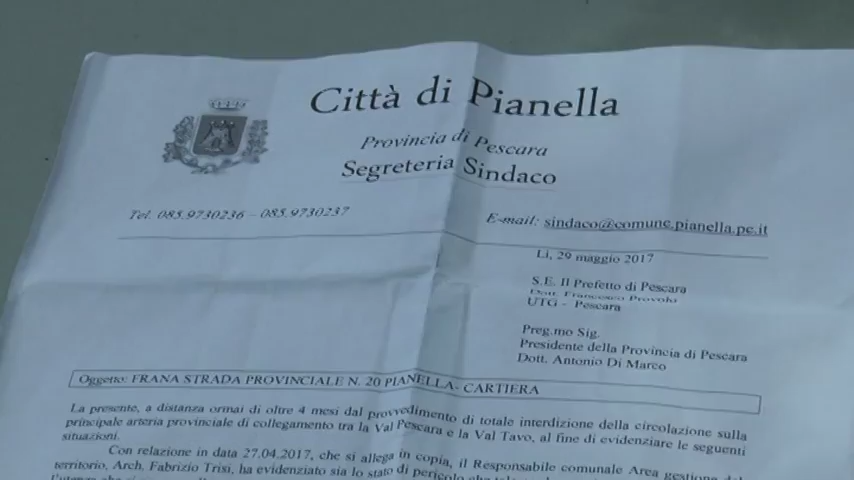 Città di Pianella
Provincia di Pescara
Segreteria Sindaco
Tel. 085.9730236 – 085.9730237
E-mail: sindaco@comune.pianella.pe.it
Li, 29 maggio 2017
S.E. Il Prefetto di Pescara
Dott. Francesco Provolo
UTG - Pescara
Preg.mo Sig.
Presidente della Provincia di Pescara
Dott. Antonio Di Marco
Oggetto: FRANA STRADA PROVINCIALE N. 20 PIANELLA- CARTIERA
La presente, a distanza ormai di oltre 4 mesi dal provvedimento di totale interdizione della circolazione sulla
principale arteria provinciale di collegamento tra la Val Pescara e la Val Tavo, al fine di evidenziare le seguenti
situazioni.
Con relazione in data 27.04.2017, che si allega in copia, il Responsabile comunale Area gestione del
territorio, Arch. Fabrizio Trisi, ha evidenziato sia lo stato di pericolo che